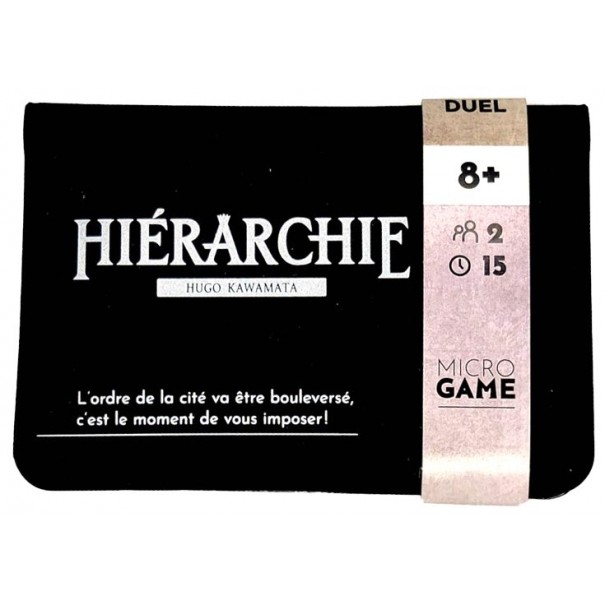 HIÉRARCHIE
HUGO KAWAMATA
L'ordre de la cité va être bouleversé,
c'est le moment de vous imposer!
DUEL
8+
2
15
MICRO
GAME